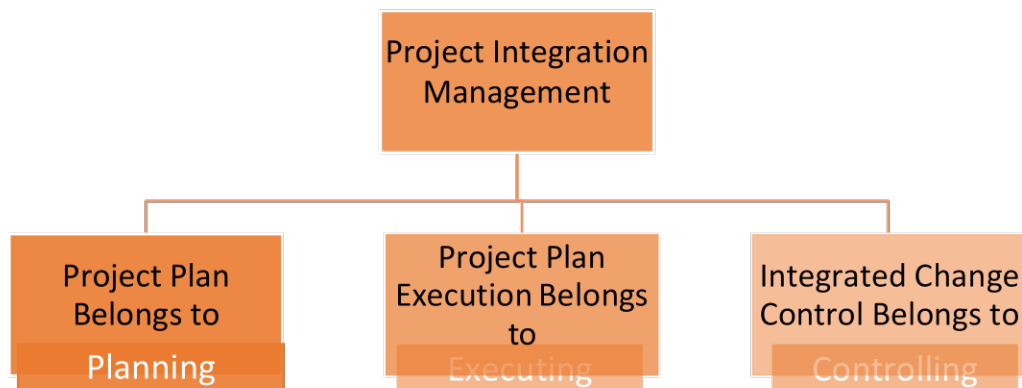 Project Integration
Management
Project Plan
Belongs to
Planning
Project Plan
Execution Belongs
to
Executing
Integrated Change
Control Belongs to
Controlling